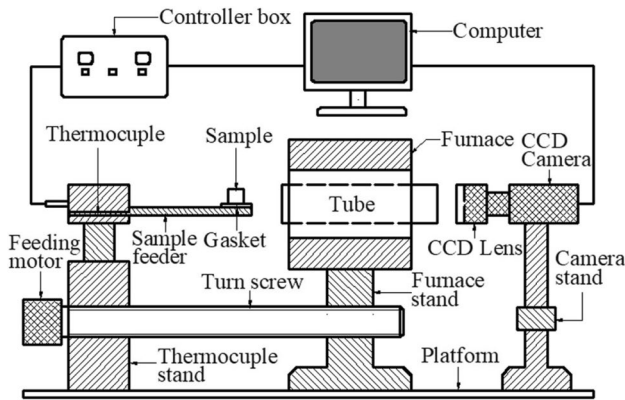 Controller box
Computer
Thermocuple
Sample
Furnace
CCD
Camera
Tube
Feeding
motor
Sample
feeder
Gasket
CCD Lens
Turn screw
Furnace
stand
Camera
stand
Thermocuple
stand
Platform